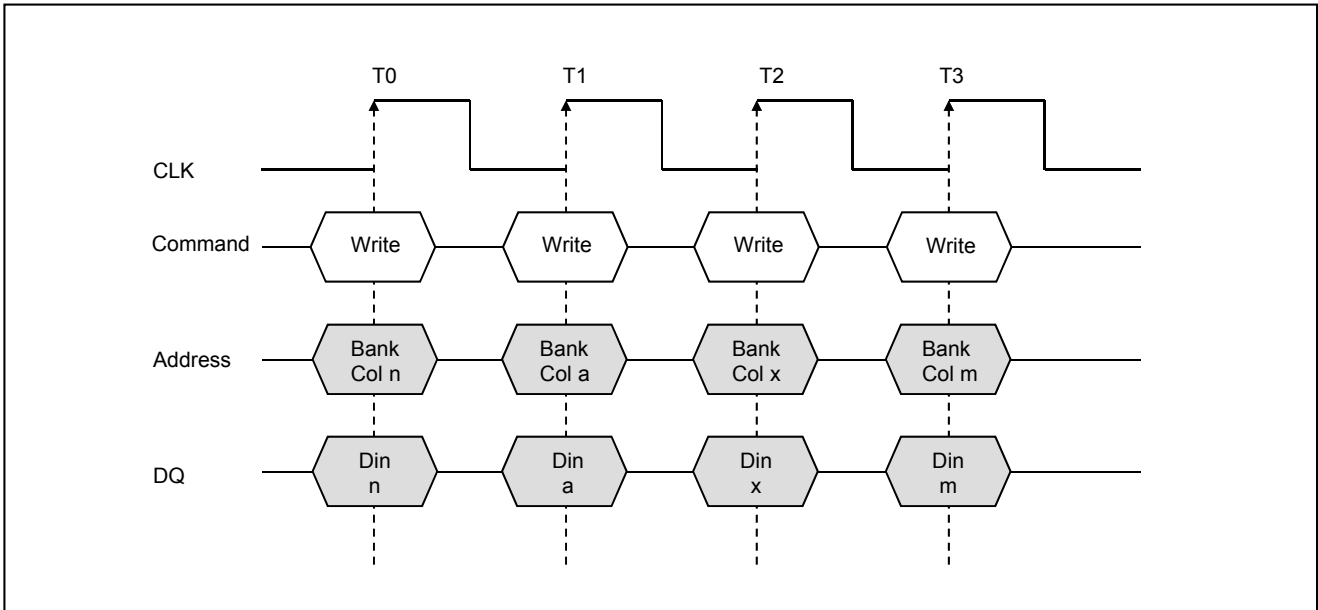 T0 T1 T2 T3
CLK
Command Write Write Write Write
Address Bank Bank Bank Bank
Col n Col a Col x Col m
DQ Din Din Din Din
n a x m